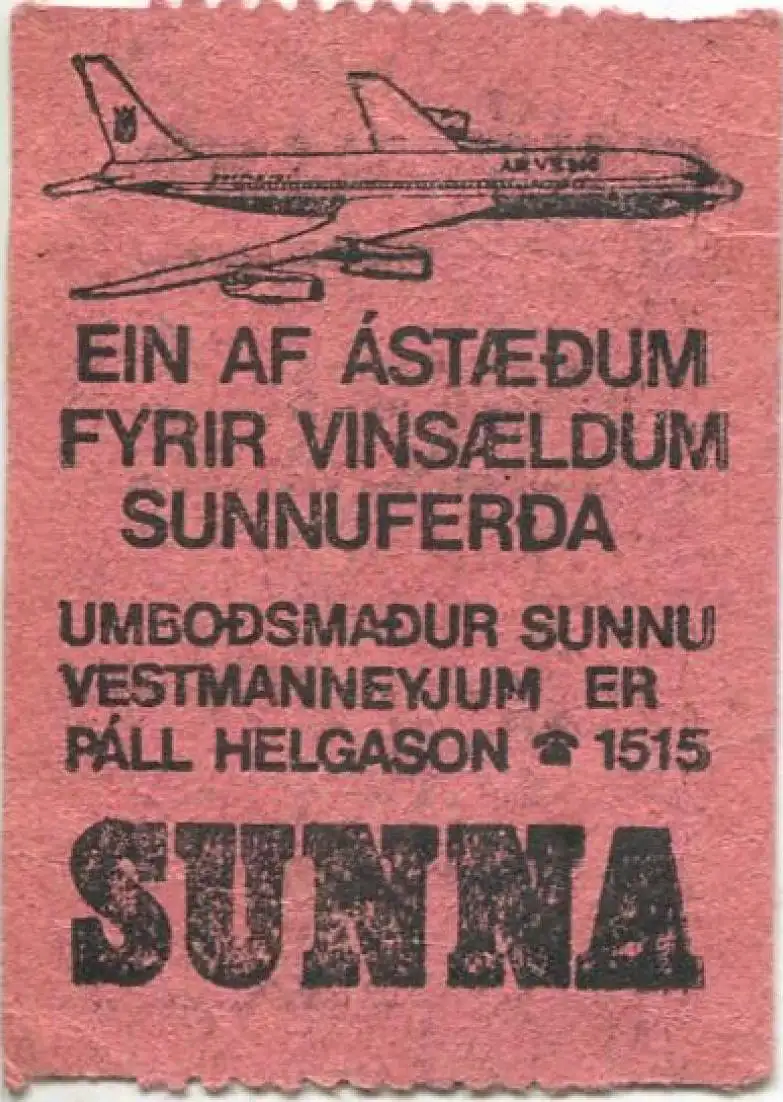 EIN AF ÁSTÆÐUM
FYRIR VINSÆLDUM
SUNNUFERÐA
UMBOÐSMAÐUR SUNNU
VESTMANNEYJUM ER
PÁLL HELGASON ☎ 1515
SUNNA